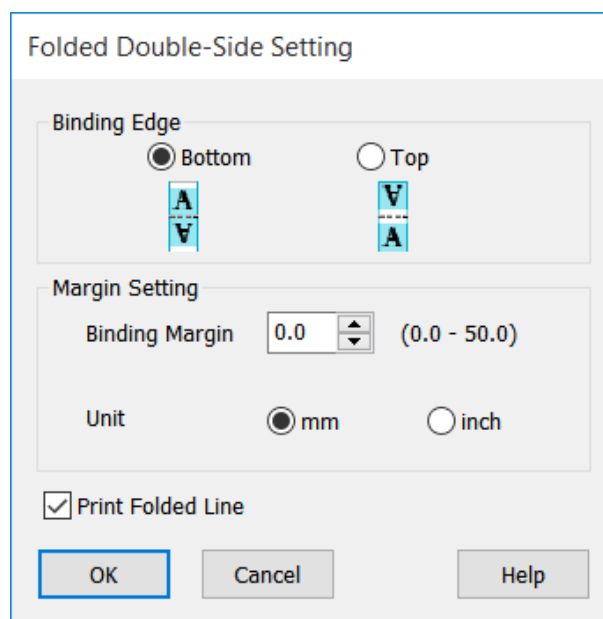 Folded Double-Side Setting
Binding Edge
Bottom Top
A A
A A
Margin Setting
Binding Margin 0.0 (0.0 - 50.0)
Unit mm inch
Print Folded Line
OK Cancel Help